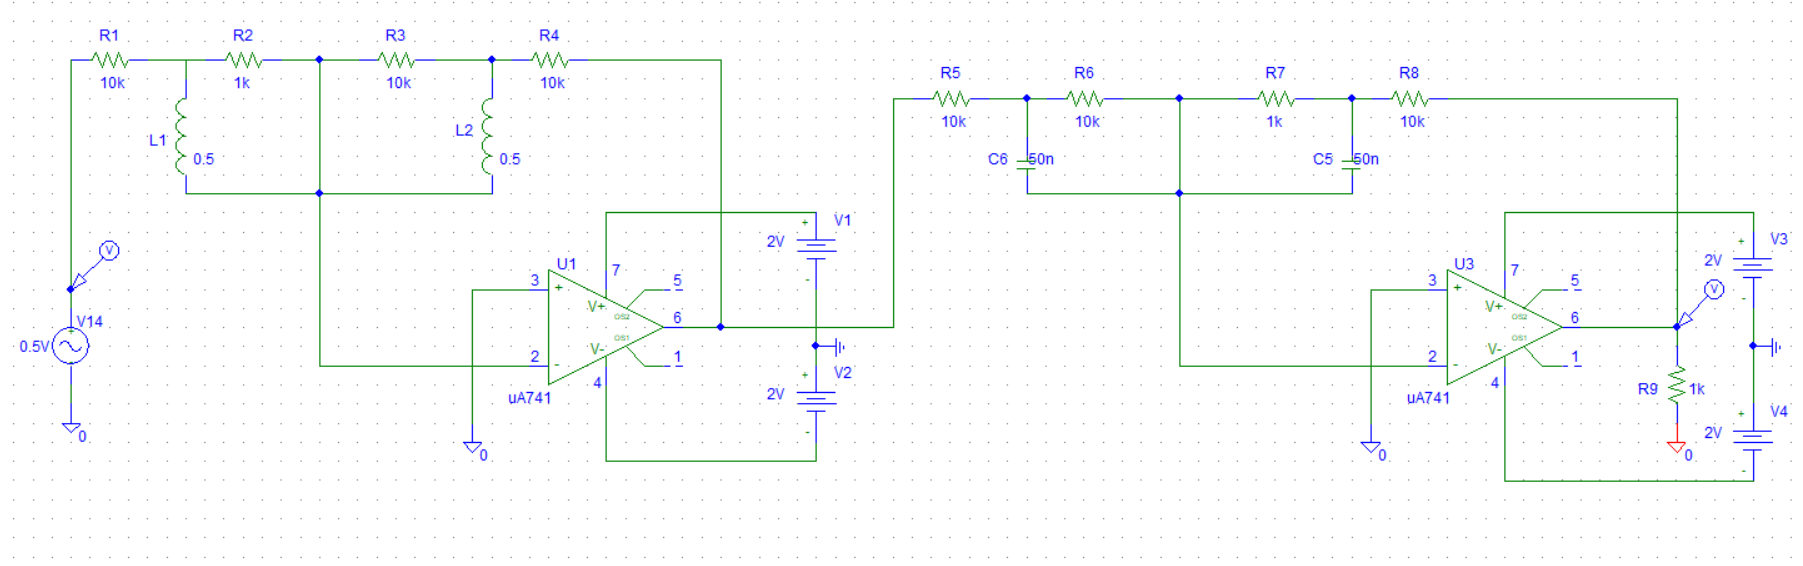 R1
R2
R3
R4
10k
1k
10k
10k
L1
0.5
L2
0.5
R5
R6
R7
R8
10k
10k
1k
10k
C6
50n
C5
50n
V
V14
0.5V
+
-
0
U1
3
+
7
5
V+
OS2
6
OS1
2
-
V-
1
4
uA741
0
+
V1
2V
-
+
V2
2V
-
U3
3
+
7
5
V+
OS2
6
OS1
2
-
V-
1
4
uA741
0
V
R9
1k
0
+
V3
2V
-
+
V4
2V
-